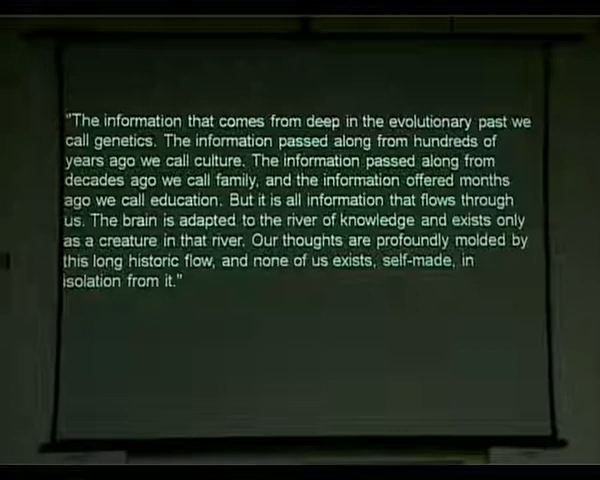 "The information that comes from deep in the evolutionary past we
call genetics. The information passed along from hundreds of
years ago we call culture. The information passed along from
decades ago we call family, and the information offered months
ago we call education. But it is all information that flows through
us. The brain is adapted to the river of knowledge and exists only
as a creature in that river. Our thoughts are profoundly molded by
this long historic flow, and none of us exists, self-made, in
isolation from it."